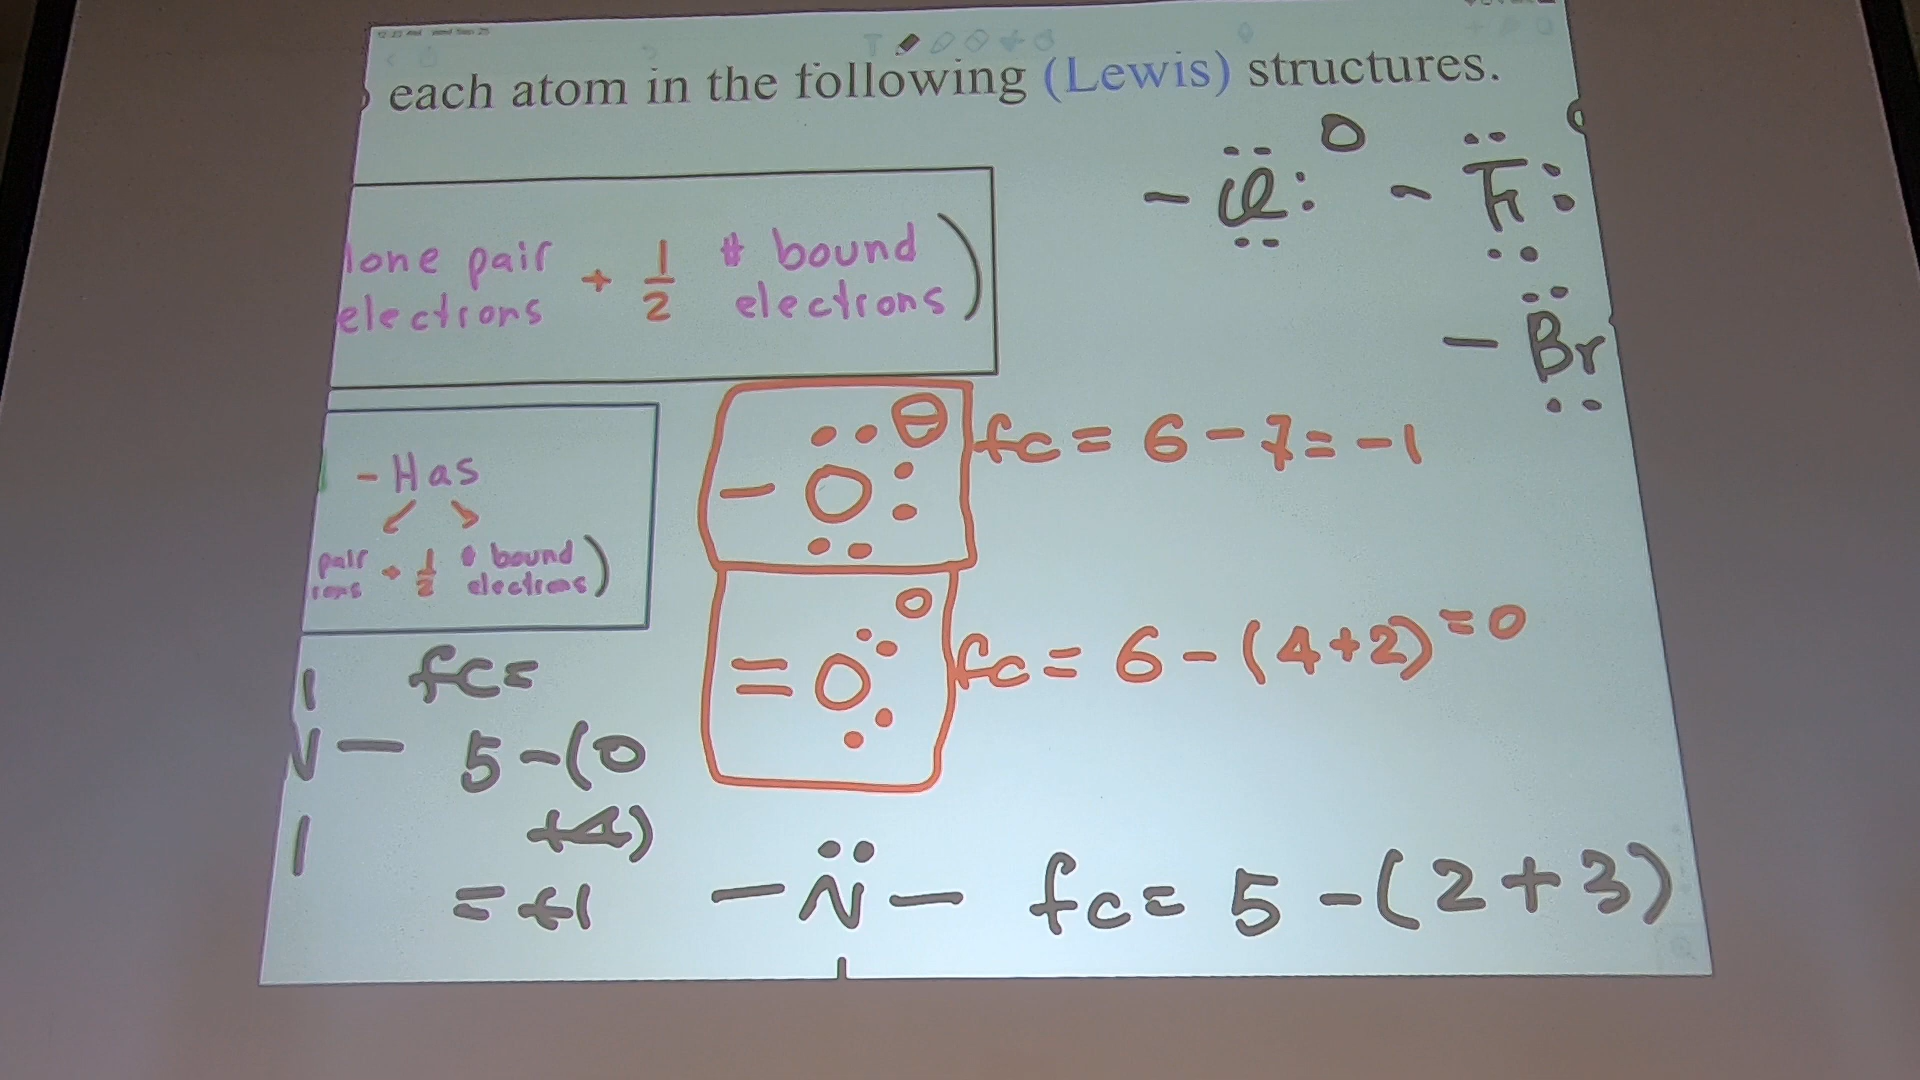 each atom in the following (Lewis) structures.
lone pair electrons + 1/2 # bound electrons)
- Cl: 0
- F:
- Br
- Has
pair + 1/2 # bound electrons)
- O: ⊖ fc = 6 - 7 = -1
= O 0 fc = 6 - (4+2) = 0
fc =
N - 5 - (0
+4)
= +1
- N - fc = 5 - (2 + 3)